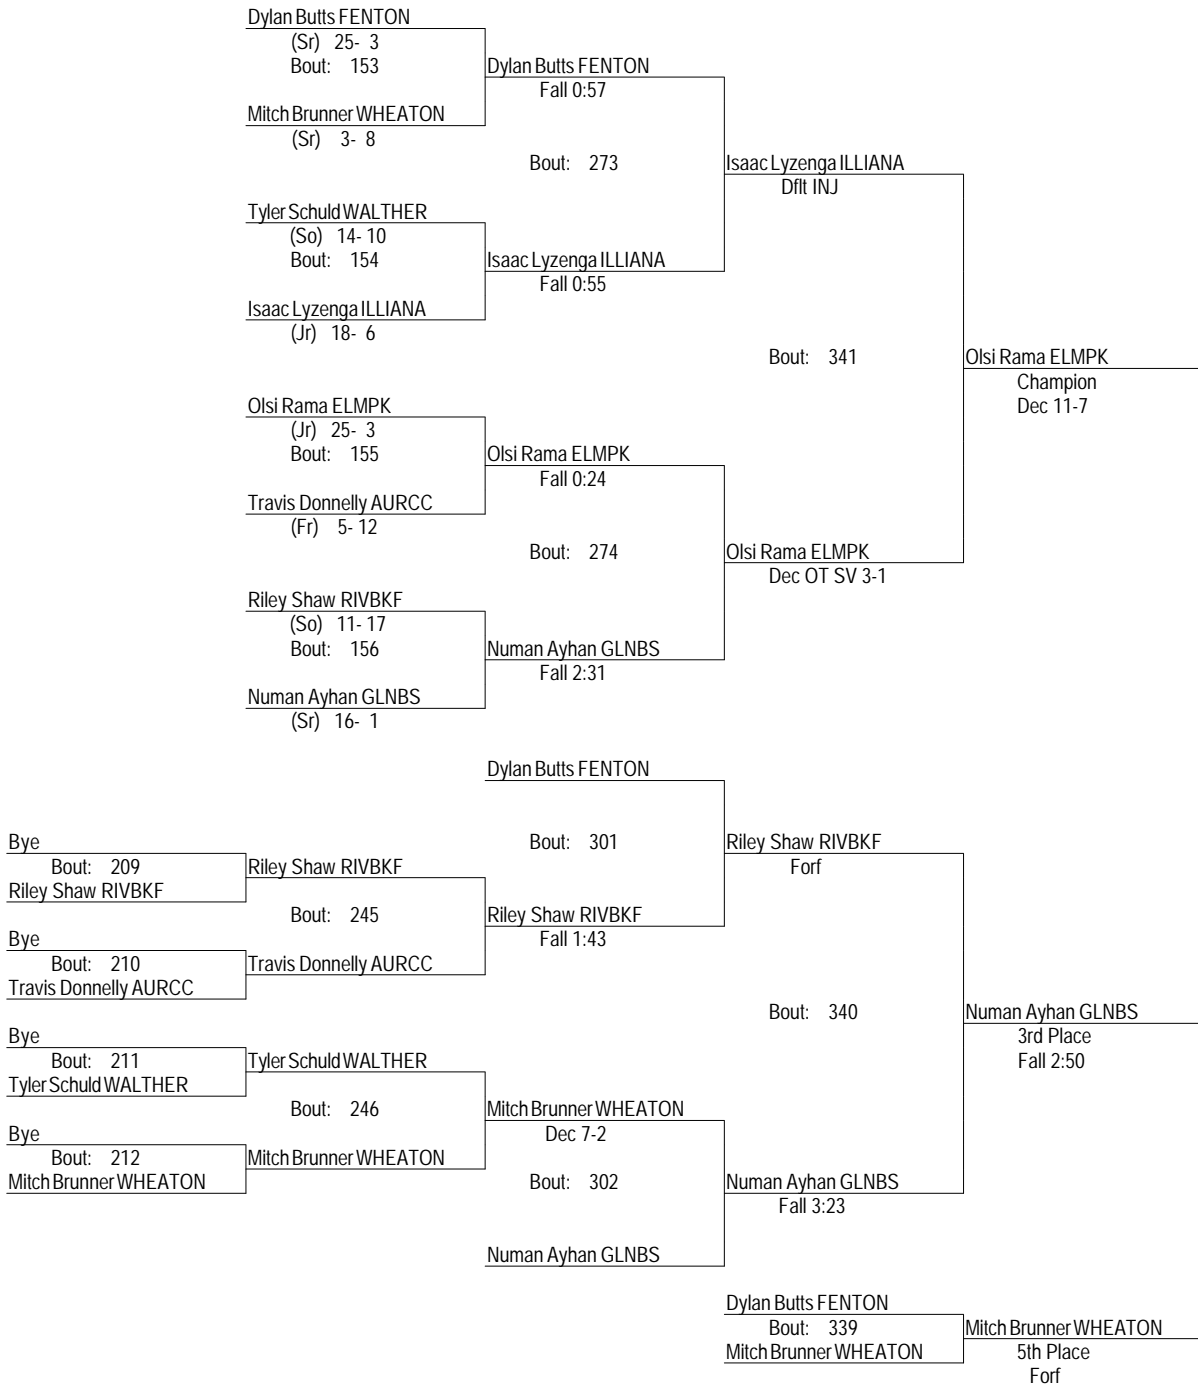 Dylan Butts FENTON
(Sr) 25- 3
Bout: 153
Dylan Butts FENTON
Fall 0:57
Mitch Brunner WHEATON
(Sr) 3- 8
Bout: 273
Isaac Lyzenga ILLIANA
Dflt INJ
Tyler Schuld WALTHER
(So) 14- 10
Bout: 154
Isaac Lyzenga ILLIANA
Fall 0:55
Isaac Lyzenga ILLIANA
(Jr) 18- 6
Bout: 341
Olsi Rama ELMPK
Champion
Dec 11-7
Olsi Rama ELMPK
(Jr) 25- 3
Bout: 155
Olsi Rama ELMPK
Fall 0:24
Travis Donnelly AURCC
(Fr) 5- 12
Bout: 274
Olsi Rama ELMPK
Dec OT SV 3-1
Riley Shaw RIVBKF
(So) 11- 17
Bout: 156
Numan Ayhan GLNBS
Fall 2:31
Numan Ayhan GLNBS
(Sr) 16- 1
Dylan Butts FENTON
Bye
Bout: 209
Riley Shaw RIVBKF
Riley Shaw RIVBKF
Bout: 301
Riley Shaw RIVBKF
Forf
Bout: 245
Riley Shaw RIVBKF
Fall 1:43
Bye
Bout: 210
Travis Donnelly AURCC
Travis Donnelly AURCC
Bout: 340
Numan Ayhan GLNBS
3rd Place
Fall 2:50
Bye
Bout: 211
Tyler Schuld WALTHER
Tyler Schuld WALTHER
Bout: 246
Mitch Brunner WHEATON
Dec 7-2
Bye
Bout: 212
Mitch Brunner WHEATON
Mitch Brunner WHEATON
Bout: 302
Numan Ayhan GLNBS
Fall 3:23
Numan Ayhan GLNBS
Dylan Butts FENTON
Bout: 339
Mitch Brunner WHEATON
Mitch Brunner WHEATON
5th Place
Forf